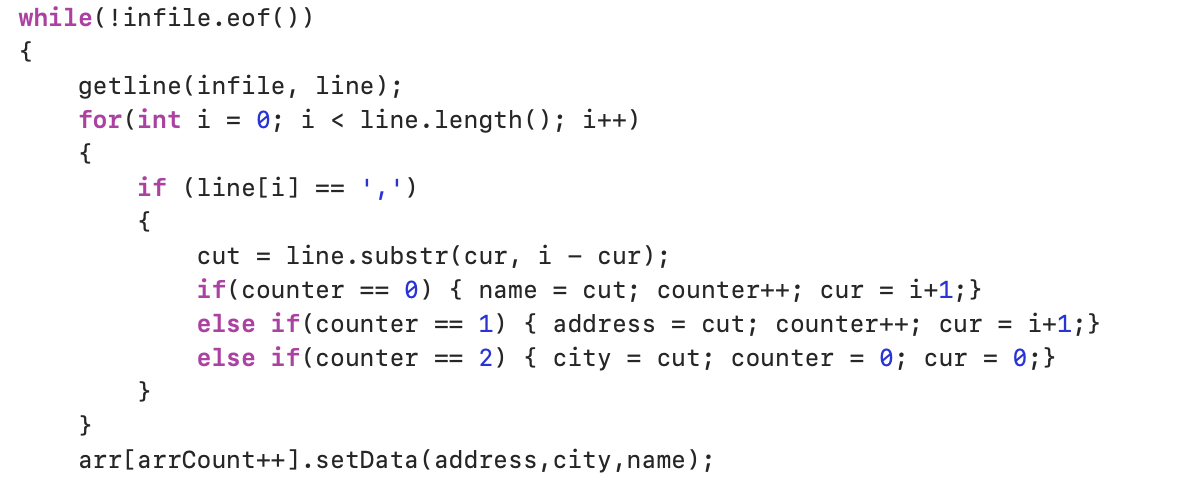 while(!infile.eof())
{
    getline(infile, line);
    for(int i = 0; i < line.length(); i++)
    {
        if (line[i] == ',')
        {
            cut = line.substr(cur, i - cur);
            if(counter == 0) { name = cut; counter++; cur = i+1;}
            else if(counter == 1) { address = cut; counter++; cur = i+1;}
            else if(counter == 2) { city = cut; counter = 0; cur = 0;}
        }
    }
    arr[arrCount++].setData(address,city,name);